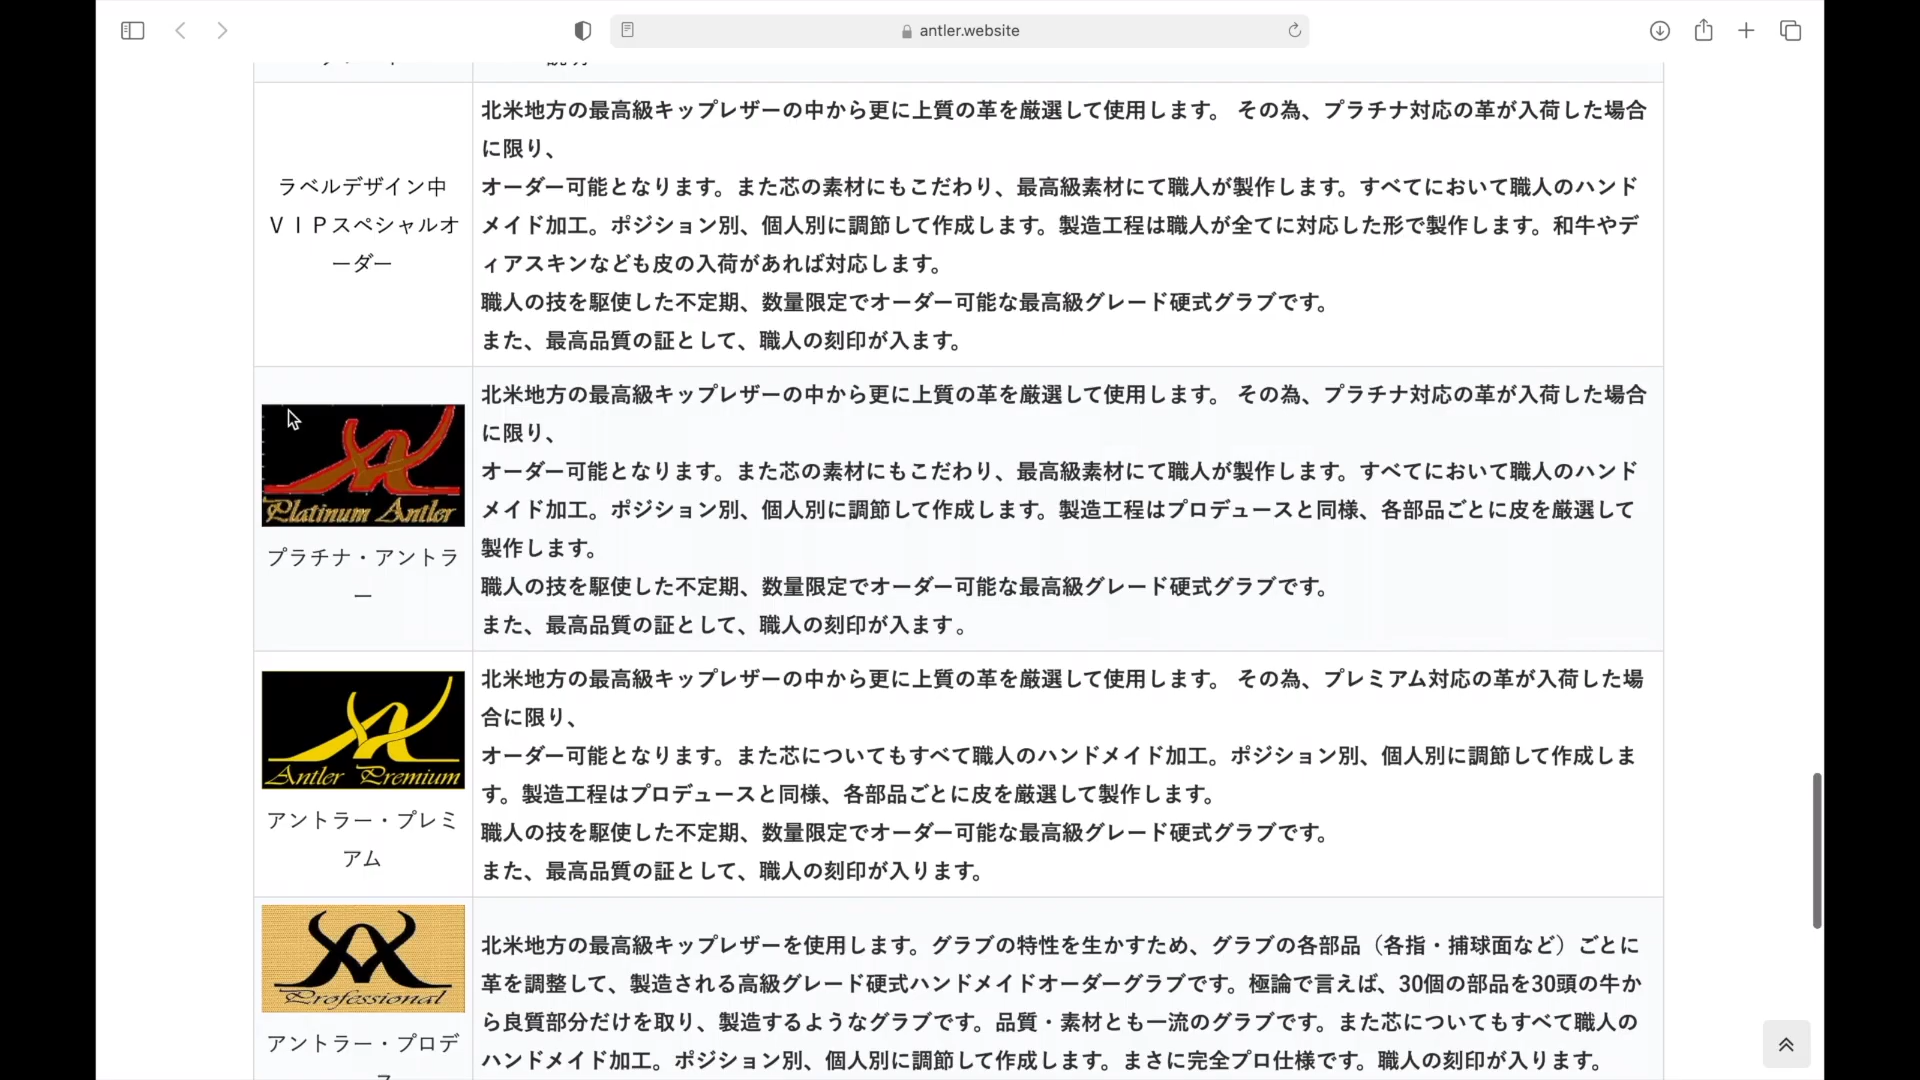 antler.website
ラベルデザイン中
ＶＩＰスペシャルオ
ーダー
北米地方の最高級キップレザーの中から更に上質の革を厳選して使用します。 その為、プラチナ対応の革が入荷した場合
に限り、
オーダー可能となります。また芯の素材にもこだわり、最高級素材にて職人が製作します。すべてにおいて職人のハンド
メイド加工。ポジション別、個人別に調節して作成します。製造工程は職人が全てに対応した形で製作します。和牛やデ
ィアスキンなども皮の入荷があれば対応します。
職人の技を駆使した不定期、数量限定でオーダー可能な最高級グレード硬式グラブです。
また、最高品質の証として、職人の刻印が入ます。
Platinum Antler
プラチナ・アントラ
ー
北米地方の最高級キップレザーの中から更に上質の革を厳選して使用します。 その為、プラチナ対応の革が入荷した場合
に限り、
オーダー可能となります。また芯の素材にもこだわり、最高級素材にて職人が製作します。すべてにおいて職人のハンド
メイド加工。ポジション別、個人別に調節して作成します。製造工程はプロデュースと同様、各部品ごとに皮を厳選して
製作します。
職人の技を駆使した不定期、数量限定でオーダー可能な最高級グレード硬式グラブです。
また、最高品質の証として、職人の刻印が入ます。
Antler Premium
アントラー・プレミ
アム
北米地方の最高級キップレザーの中から更に上質の革を厳選して使用します。 その為、プレミアム対応の革が入荷した場
合に限り、
オーダー可能となります。また芯についてもすべて職人のハンドメイド加工。ポジション別、個人別に調節して作成しま
す。製造工程はプロデュースと同様、各部品ごとに皮を厳選して製作します。
職人の技を駆使した不定期、数量限定でオーダー可能な最高級グレード硬式グラブです。
また、最高品質の証として、職人の刻印が入ります。
Professional
アントラー・プロデ
北米地方の最高級キップレザーを使用します。グラブの特性を生かすため、グラブの各部品（各指・捕球面など）ごとに
革を調整して、製造される高級グレード硬式ハンドメイドオーダーグラブです。極論で言えば、30個の部品を30頭の牛か
ら良質部分だけを取り、製造するようなグラブです。品質・素材とも一流のグラブです。また芯についてもすべて職人の
ハンドメイド加工。ポジション別、個人別に調節して作成します。まさに完全プロ仕様です。職人の刻印が入ります。